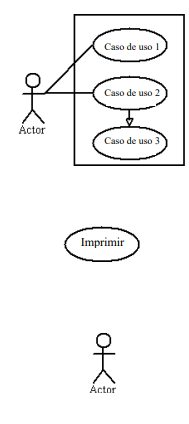 Caso de uso 1
Caso de uso 2
Actor
Caso de uso 3
Imprimir
Actor